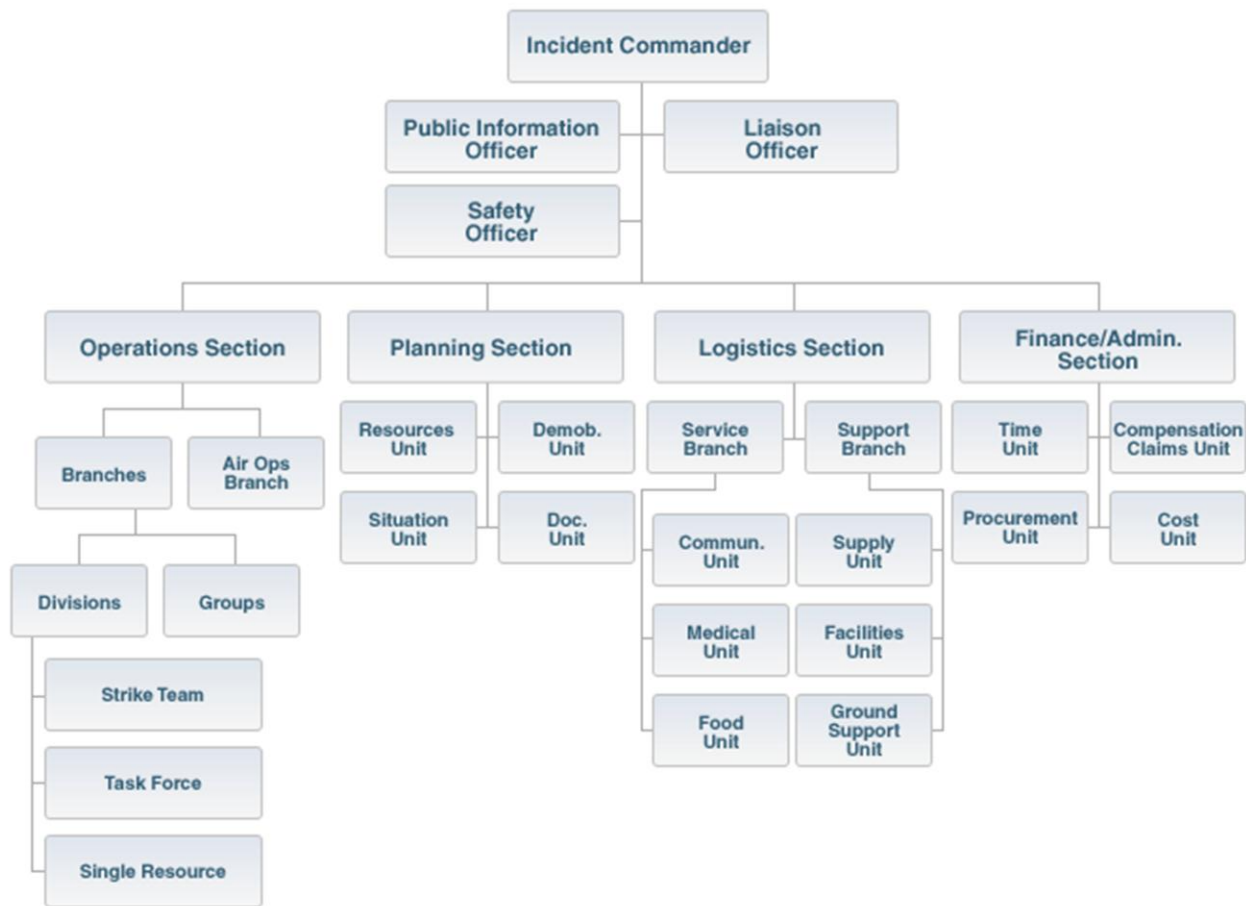 Incident Commander
Public Information
Officer
Liaison
Officer
Safety
Officer
Operations Section
Planning Section
Logistics Section
Finance/Admin.
Section
Branches
Air Ops
Branch
Divisions
Groups
Strike Team
Task Force
Single Resource
Resources
Unit
Demob.
Unit
Situation
Unit
Doc.
Unit
Service
Branch
Support
Branch
Commun.
Unit
Supply
Unit
Medical
Unit
Facilities
Unit
Food
Unit
Ground
Support
Unit
Time
Unit
Compensation
Claims Unit
Procurement
Unit
Cost
Unit